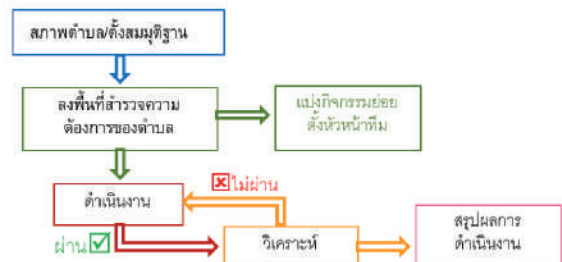 สภาพตำบล/ตั้งสมมุติฐาน
ลงพื้นที่สำรวจความ
ต้องการของตำบล
แบ่งกิจกรรมย่อย
ตั้งหัวหน้าทีม
ไม่ผ่าน
ดำเนินงาน
ผ่าน
วิเคราะห์
สรุปผลการ
ดำเนินงาน